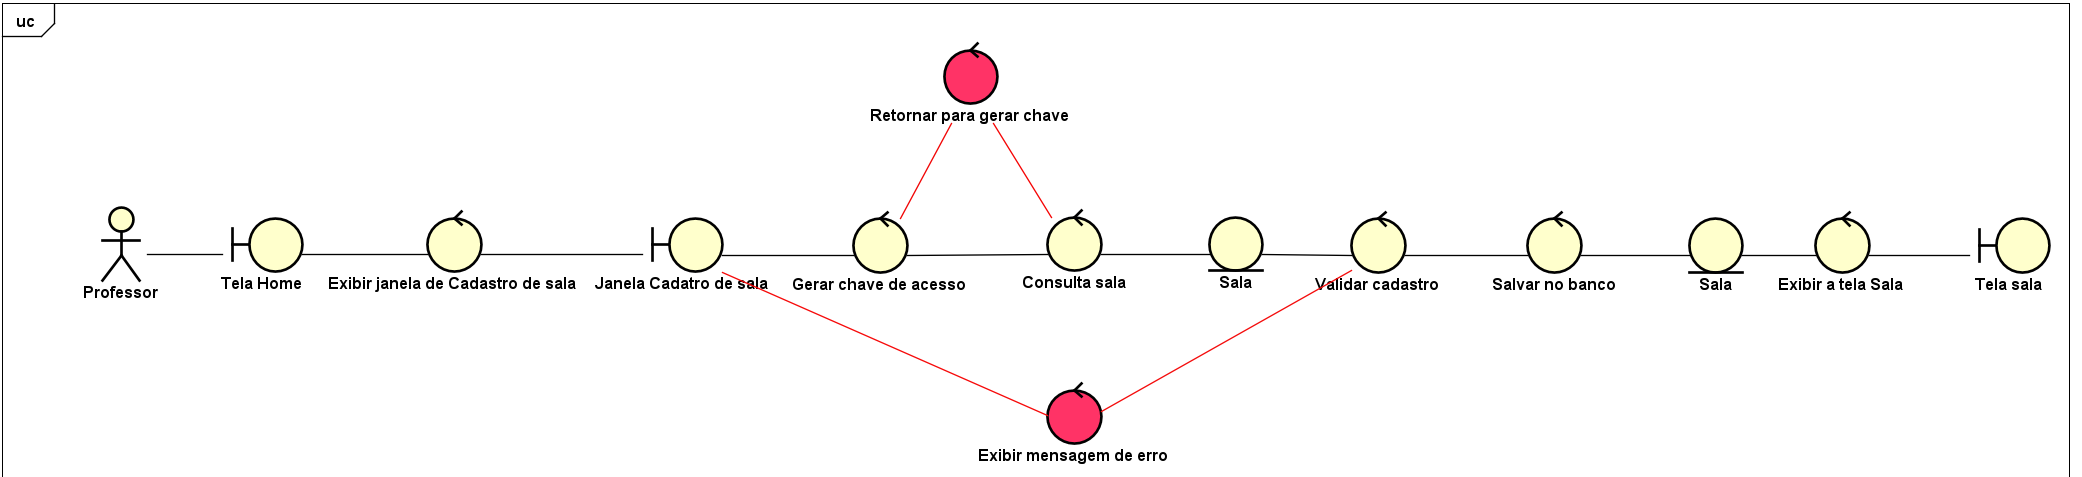 uc
Retornar para gerar chave
Professor
Tela Home
Exibir janela de Cadastro de sala
Janela Cadatro de sala
Gerar chave de acesso
Consulta sala
Sala
Validar cadastro
Salvar no banco
Sala
Exibir a tela Sala
Tela sala
Exibir mensagem de erro